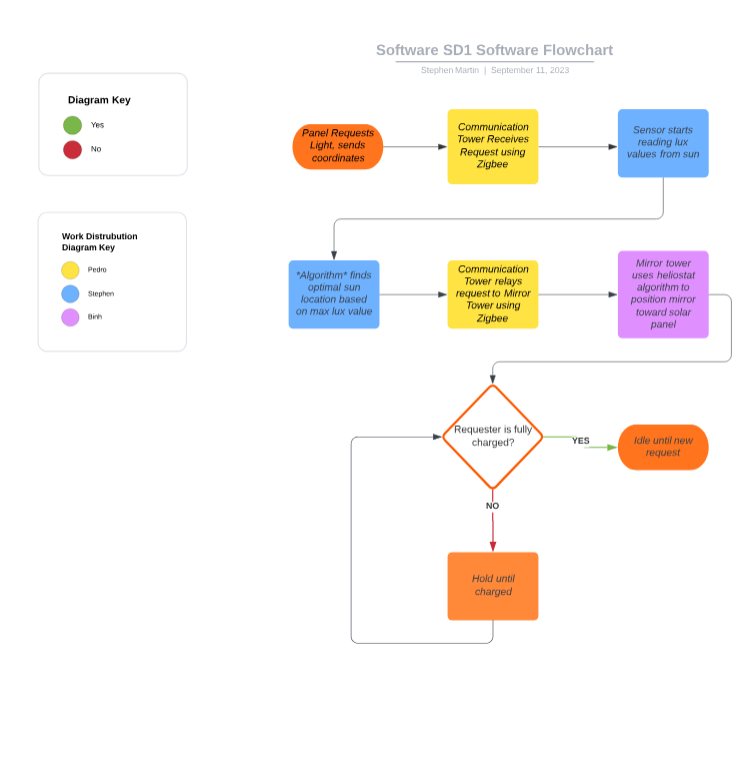 Software SD1 Software Flowchart
Stephen Martin | September 11, 2023
Diagram Key
Yes
No
Work Distrubution
Diagram Key
Pedro
Stephen
Binh
Panel Requests
Light, sends
coordinates
Communication
Tower Receives
Request using
Zigbee
Sensor starts
reading lux
values from sun
*Algorithm* finds
optimal sun
location based
on max lux value
Communication
Tower relays
request to Mirror
Tower using
Zigbee
Mirror tower
uses heliostat
algorithm to
position mirror
toward solar
panel
Requester is fully
charged?
YES
Idle until new
request
NO
Hold until
charged